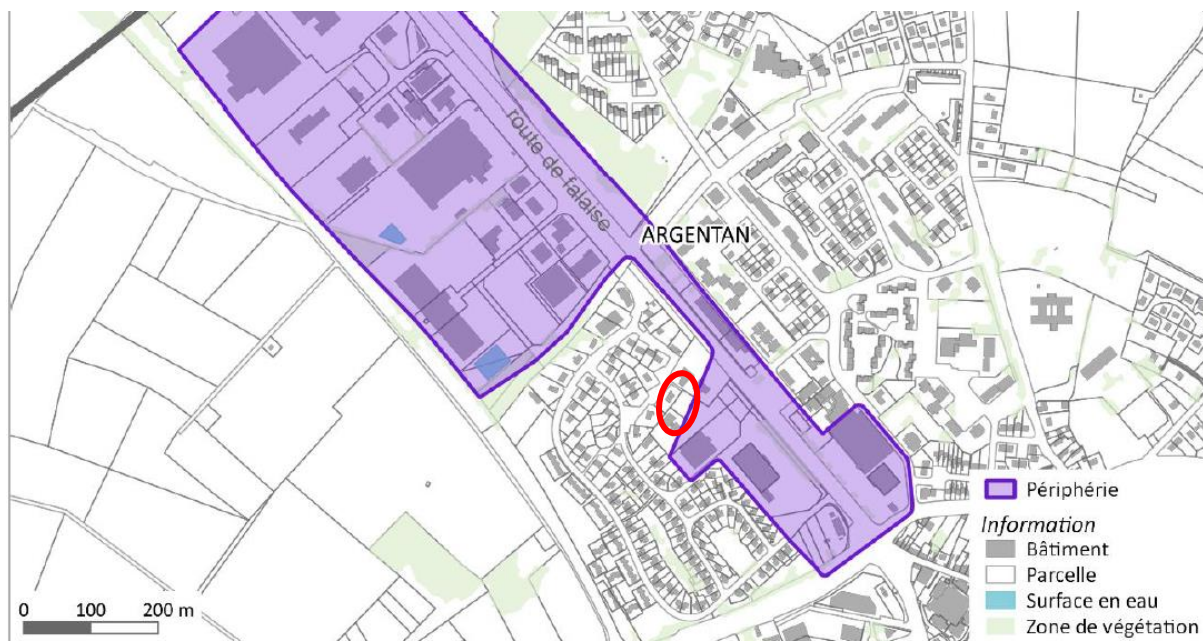 route de falaise
ARGENTAN
Périphérie
Information
Bâtiment
Parcelle
Surface en eau
Zone de végétation
0 100 200 m